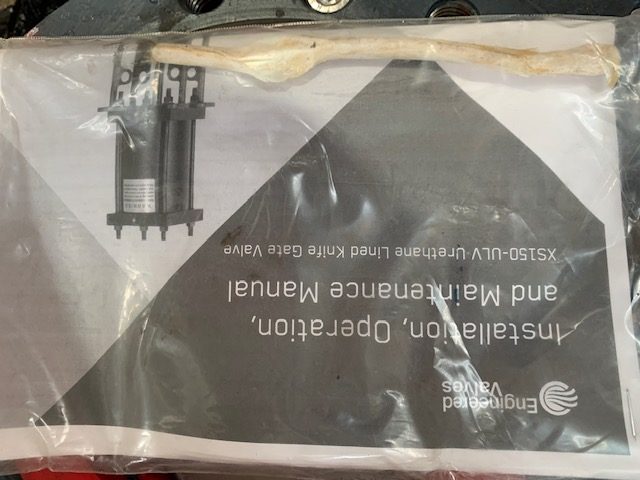 Engineered
Valves
Installation, Operation,
and Maintenance Manual
XS150-ULV Urethane Lined Knife Gate Valve